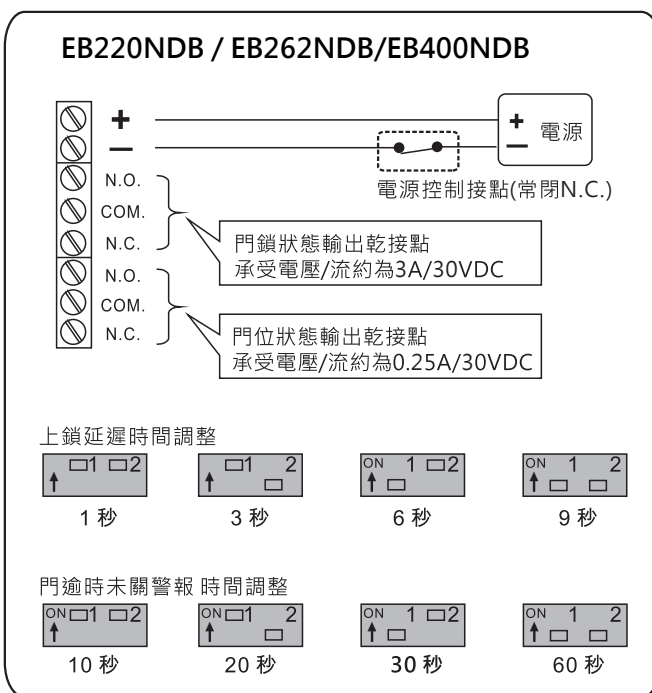 EB220NDB / EB262NDB/EB400NDB
+
—
N.O.
COM.
N.C.
N.O.
COM.
N.C.
+ 電源
—
電源控制接點(常閉N.C.)
門鎖狀態輸出乾接點
承受電壓/流約為3A/30VDC
門位狀態輸出乾接點
承受電壓/流約為0.25A/30VDC
上鎖延遲時間調整
1 2
1 2
ON 1 2
ON 1 2
1 秒
3 秒
6 秒
9 秒
門逾時未關警報 時間調整
ON 1 2
ON 1 2
ON 1 2
ON 1 2
10 秒
20 秒
30 秒
60 秒